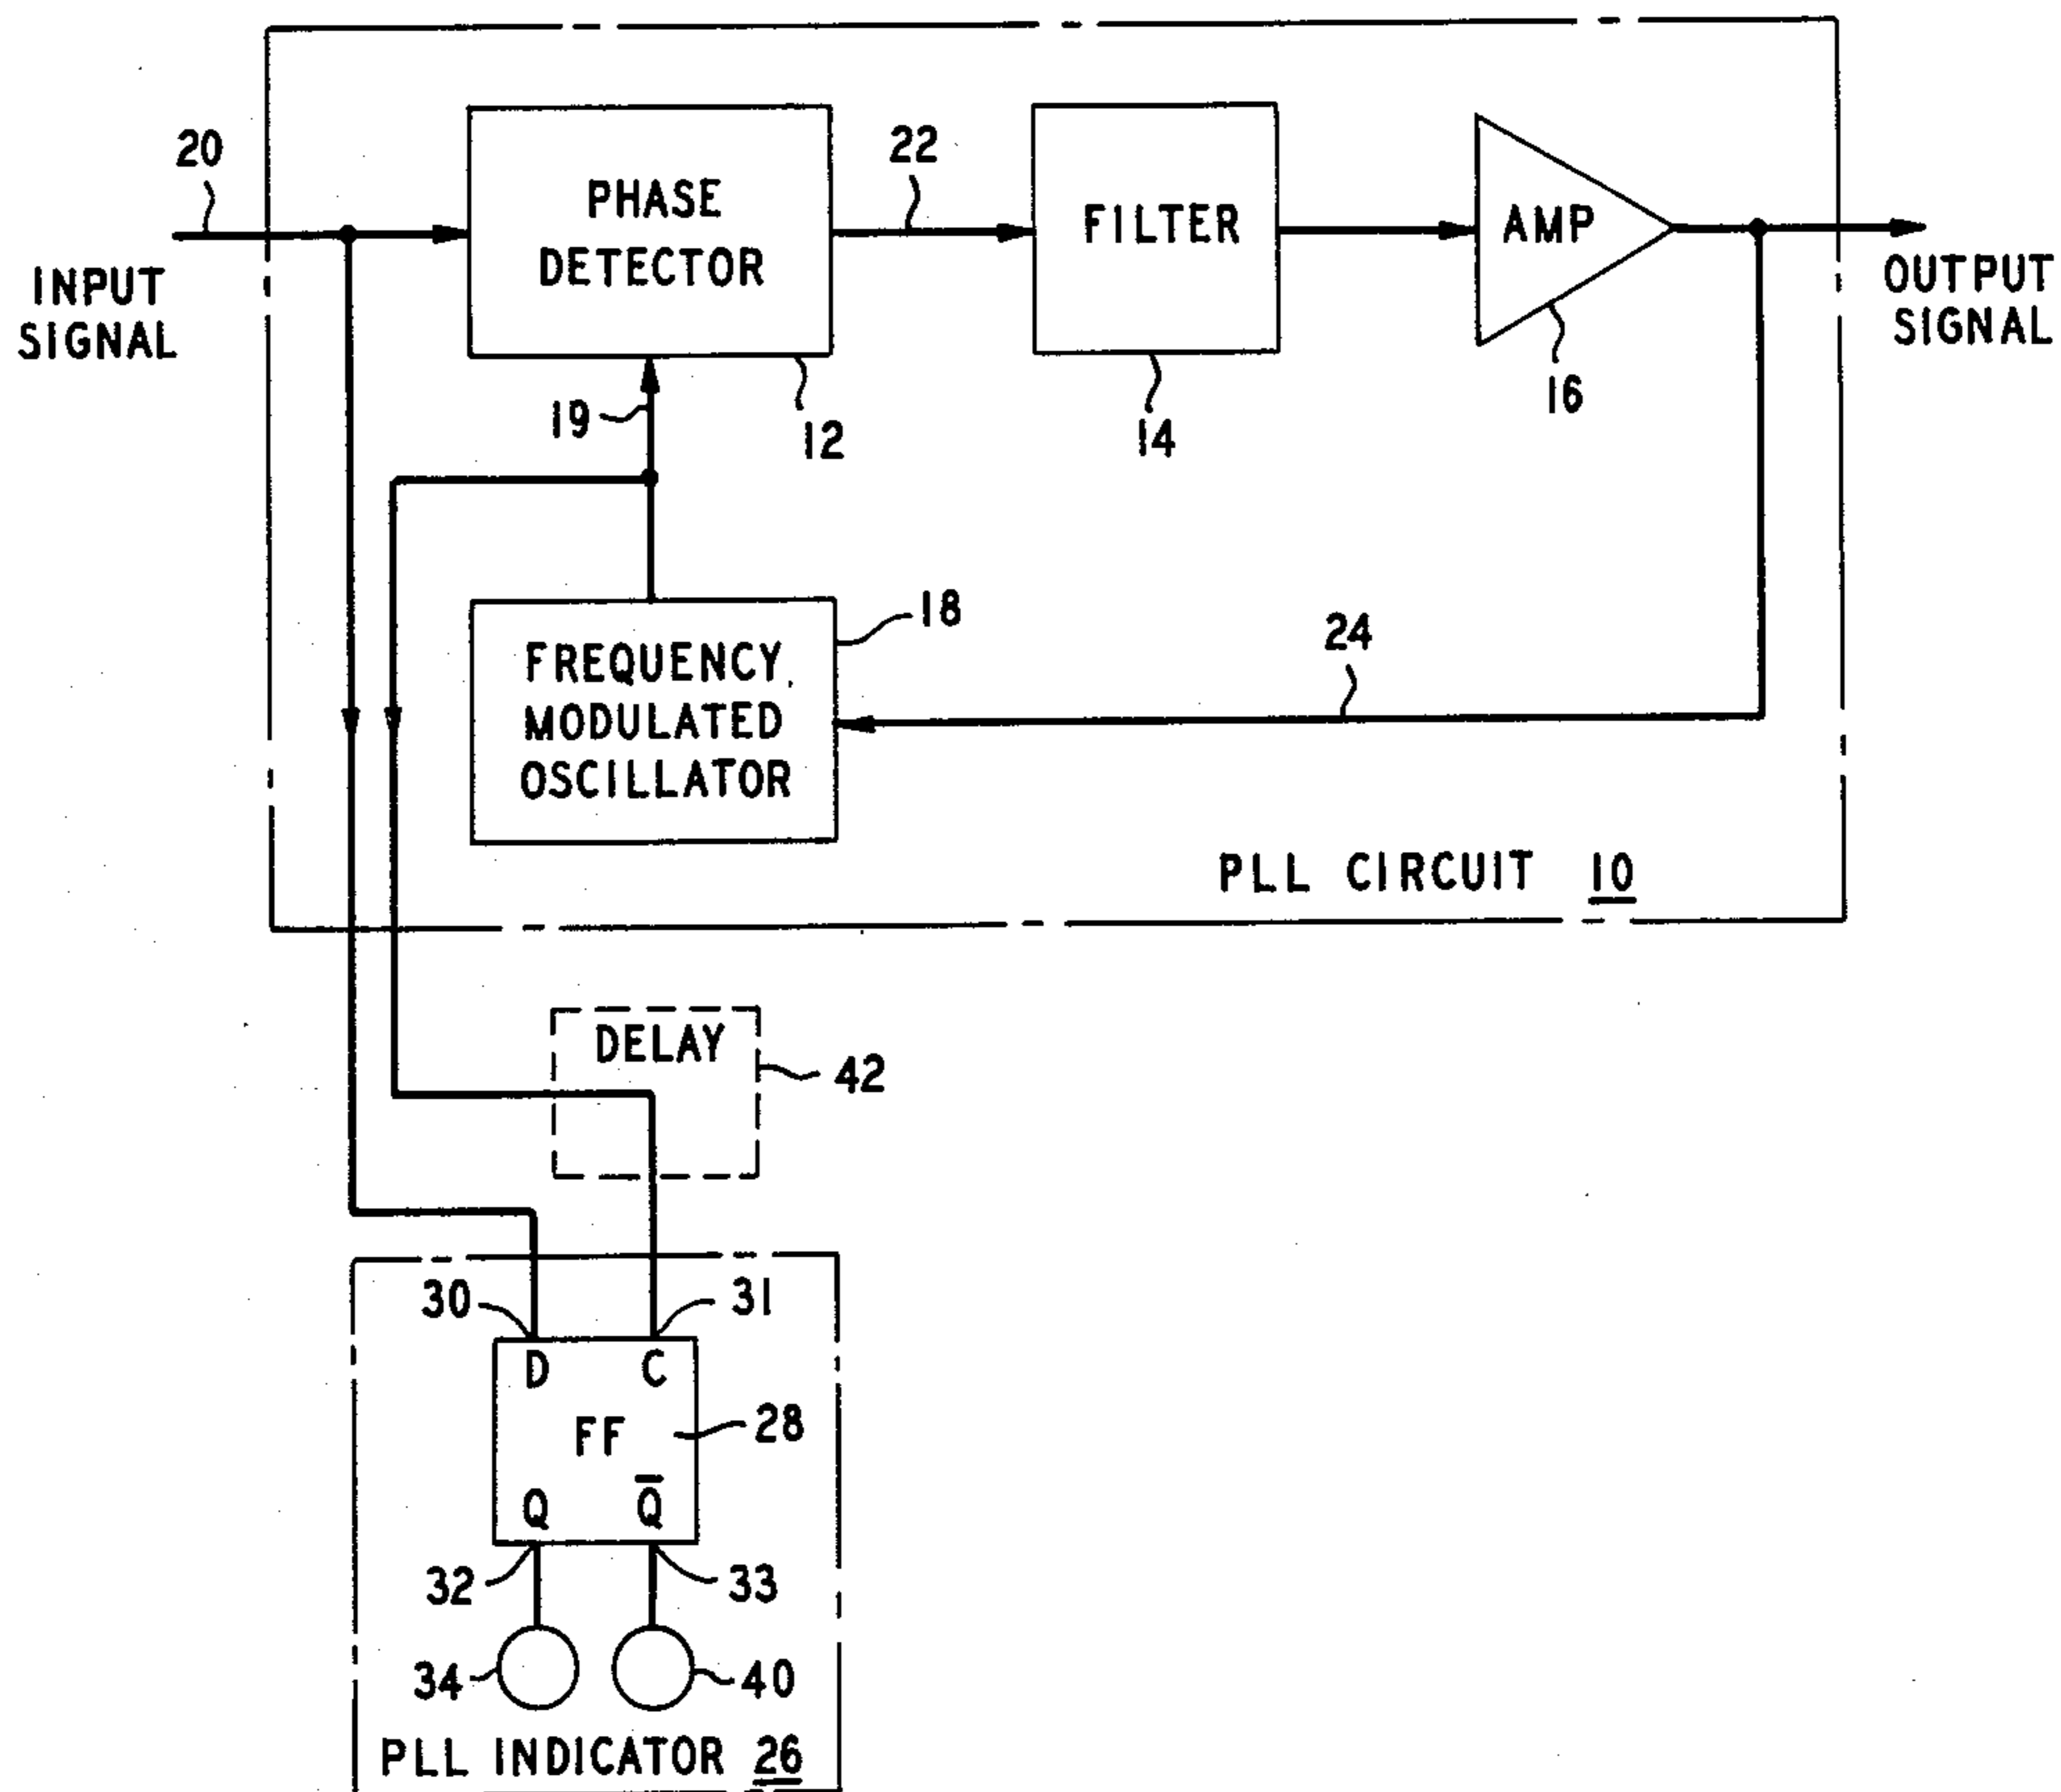 20
INPUT
SIGNAL
PHASE
DETECTOR
22
FILTER
AMP
OUTPUT
SIGNAL
19
12
14
16
18
FREQUENCY
MODULATED
OSCILLATOR
24
PLL CIRCUIT 10
DELAY
42
30
31
D C
FF
28
Q Q̅
32
33
34
40
PLL INDICATOR 26